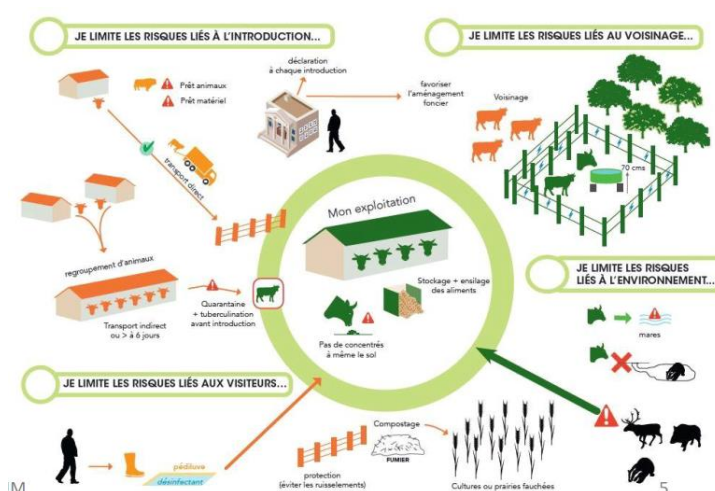 JE LIMITE LES RISQUES LIÉS À L'INTRODUCTION...
Prêt animaux
Prêt matériel
déclaration
à chaque introduction
favoriser
l'aménagement
foncier
transport direct
regroupement d'animaux
Transport indirect
ou > à 6 jours
Quarantaine
+ tuberculination
avant introduction
JE LIMITE LES RISQUES LIÉS AU VOISINAGE...
Voisinage
70 cms
Mon exploitation
Stockage + ensilage
des aliments
Pas de concentrés
à même le sol
JE LIMITE LES RISQUES
LIÉS À L'ENVIRONNEMENT...
mares
JE LIMITE LES RISQUES LIÉS AUX VISITEURS...
pédiluve
désinfectant
protection
(éviter les ruisselements)
Compostage
FUMIER
Cultures ou prairies fauchées
M
5